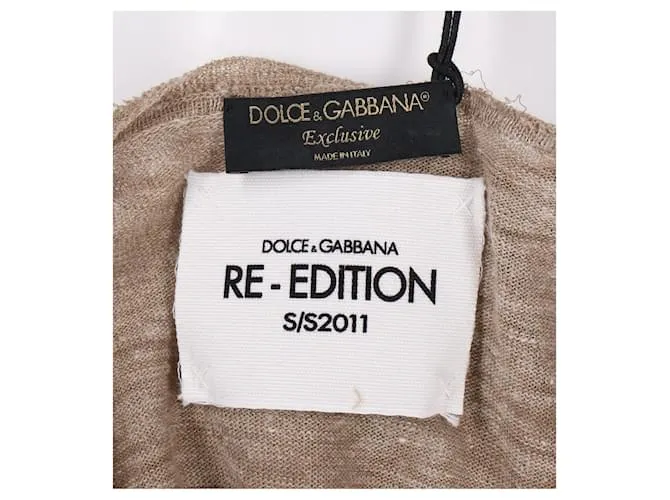 DOLCE & GABBANA®
Exclusive
MADE IN ITALY
DOLCE & GABBANA
RE - EDITION
S/S2011